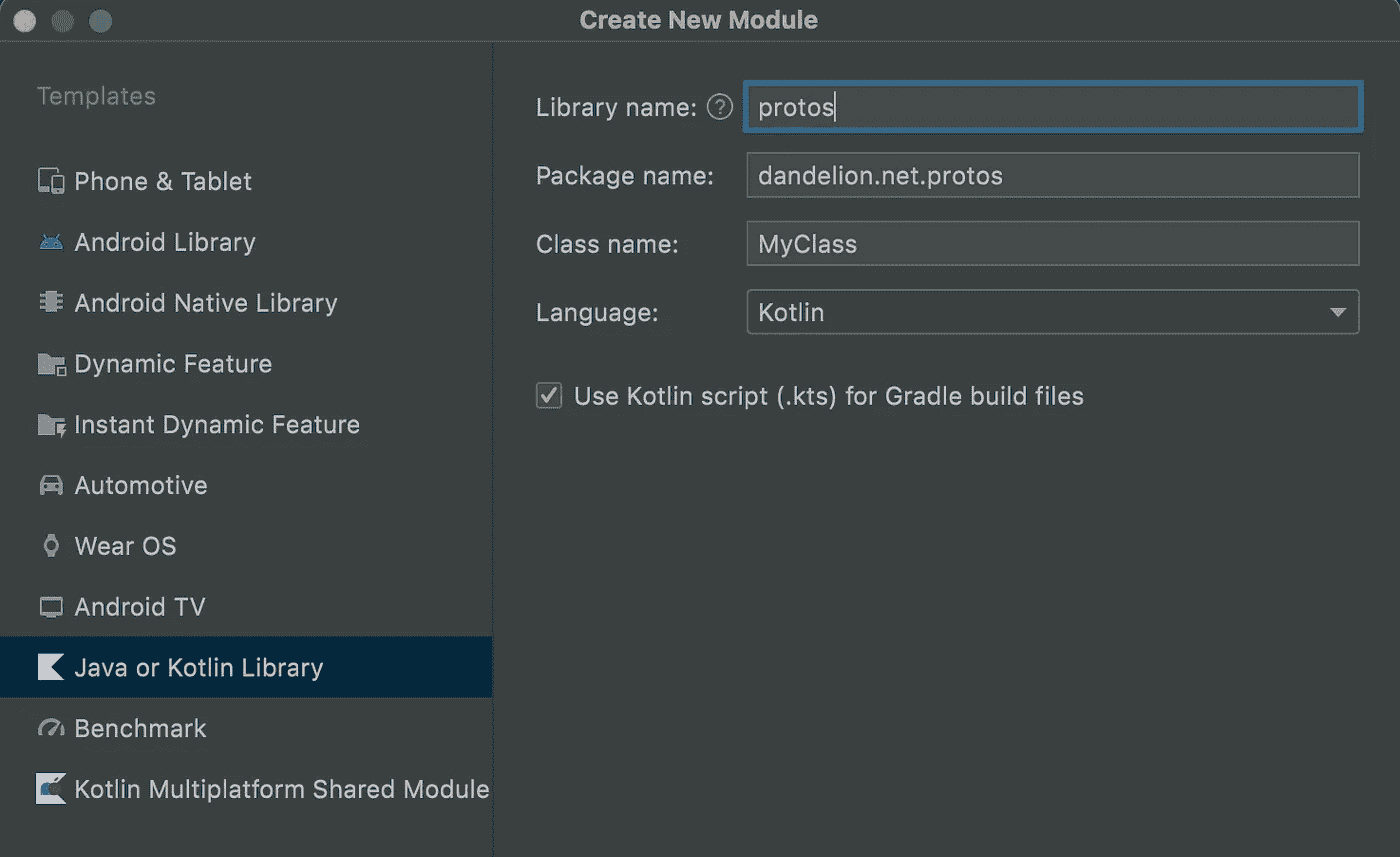 Create New Module
Templates
Phone & Tablet
Android Library
Android Native Library
Dynamic Feature
Instant Dynamic Feature
Automotive
Wear OS
Android TV
Java or Kotlin Library
Benchmark
Kotlin Multiplatform Shared Module
Library name: ? protos
Package name: dandelion.net.protos
Class name: MyClass
Language: Kotlin
Use Kotlin script (.kts) for Gradle build files